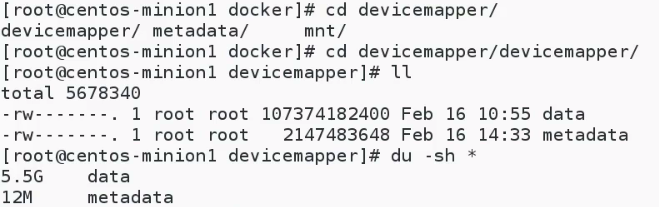 [root@centos-minion1 docker]# cd devicemapper/
devicemapper/ metadata/     mnt/
[root@centos-minion1 docker]# cd devicemapper/devicemapper/
[root@centos-minion1 devicemapper]# ll
total 5678340
-rw-------. 1 root root 107374182400 Feb 16 10:55 data
-rw-------. 1 root root   2147483648 Feb 16 14:33 metadata
[root@centos-minion1 devicemapper]# du -sh *
5.5G    data
12M     metadata